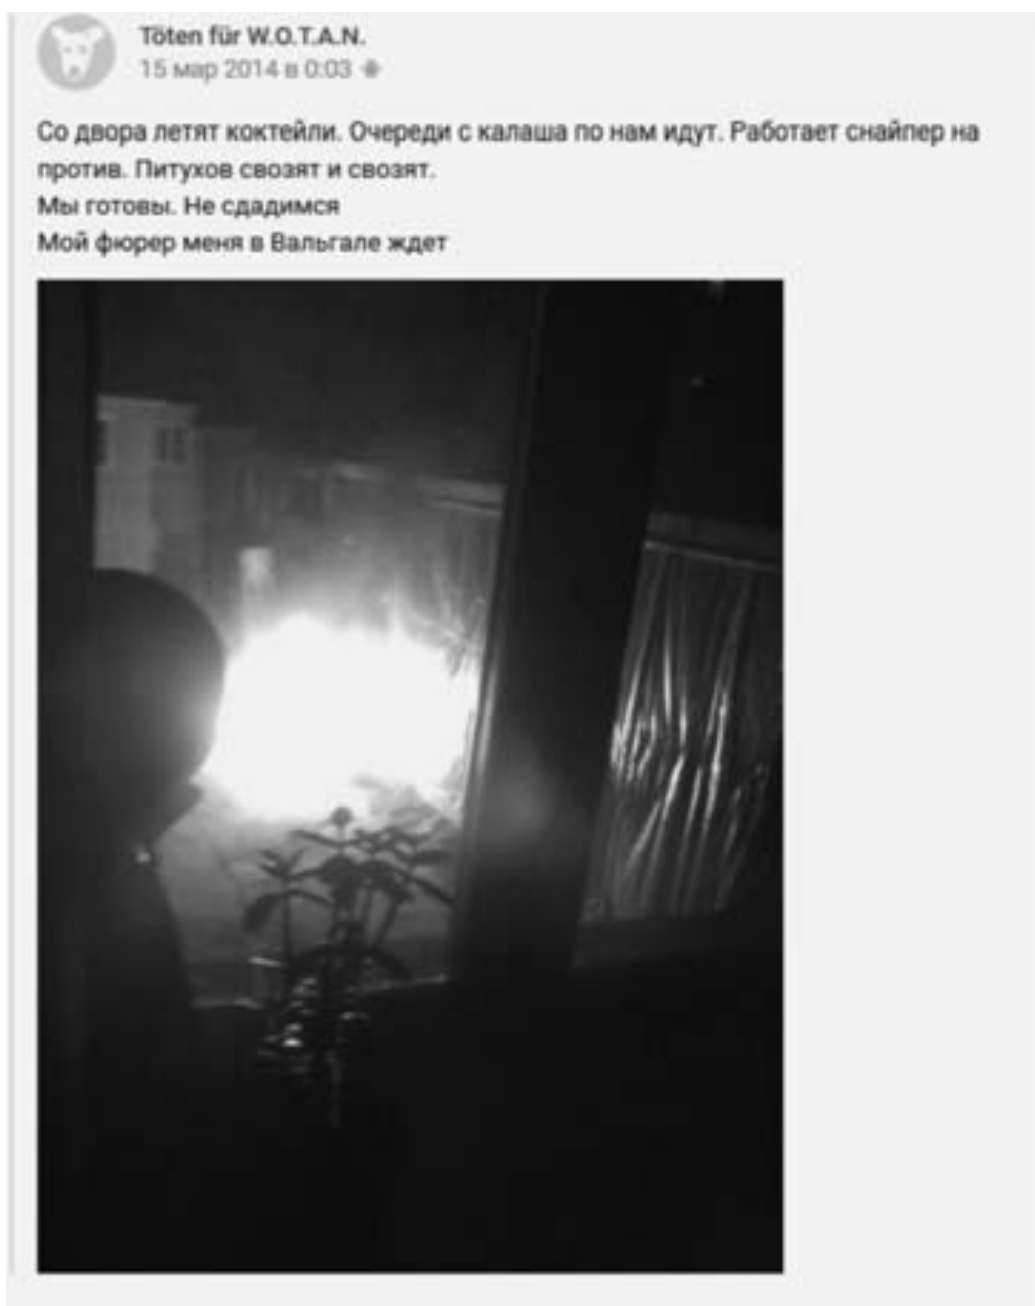 Töten für W.O.T.A.N.
15 мар 2014 в 0:03
Со двора летят коктейли. Очереди с калаша по нам идут. Работает снайпер на
против. Питухов свозят и свозят.
Мы готовы. Не сдадимся
Мой фюрер меня в Вальгале ждет